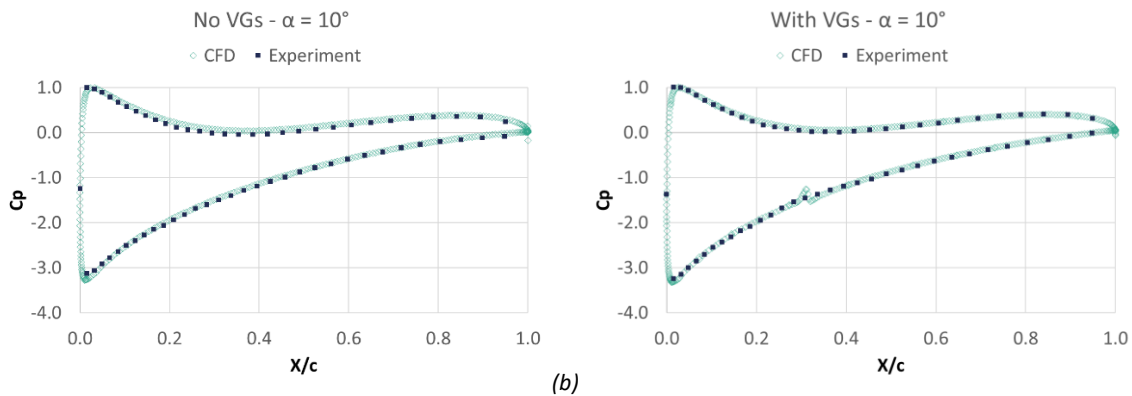 No VGs - α = 10°
CFD Experiment
1.0
0.0
-1.0
-2.0
-3.0
-4.0
Cp
0.0 0.2 0.4 0.6 0.8 1.0
X/c
With VGs - α = 10°
CFD Experiment
1.0
0.0
-1.0
-2.0
-3.0
-4.0
Cp
0.0 0.2 0.4 0.6 0.8 1.0
X/c
(b)